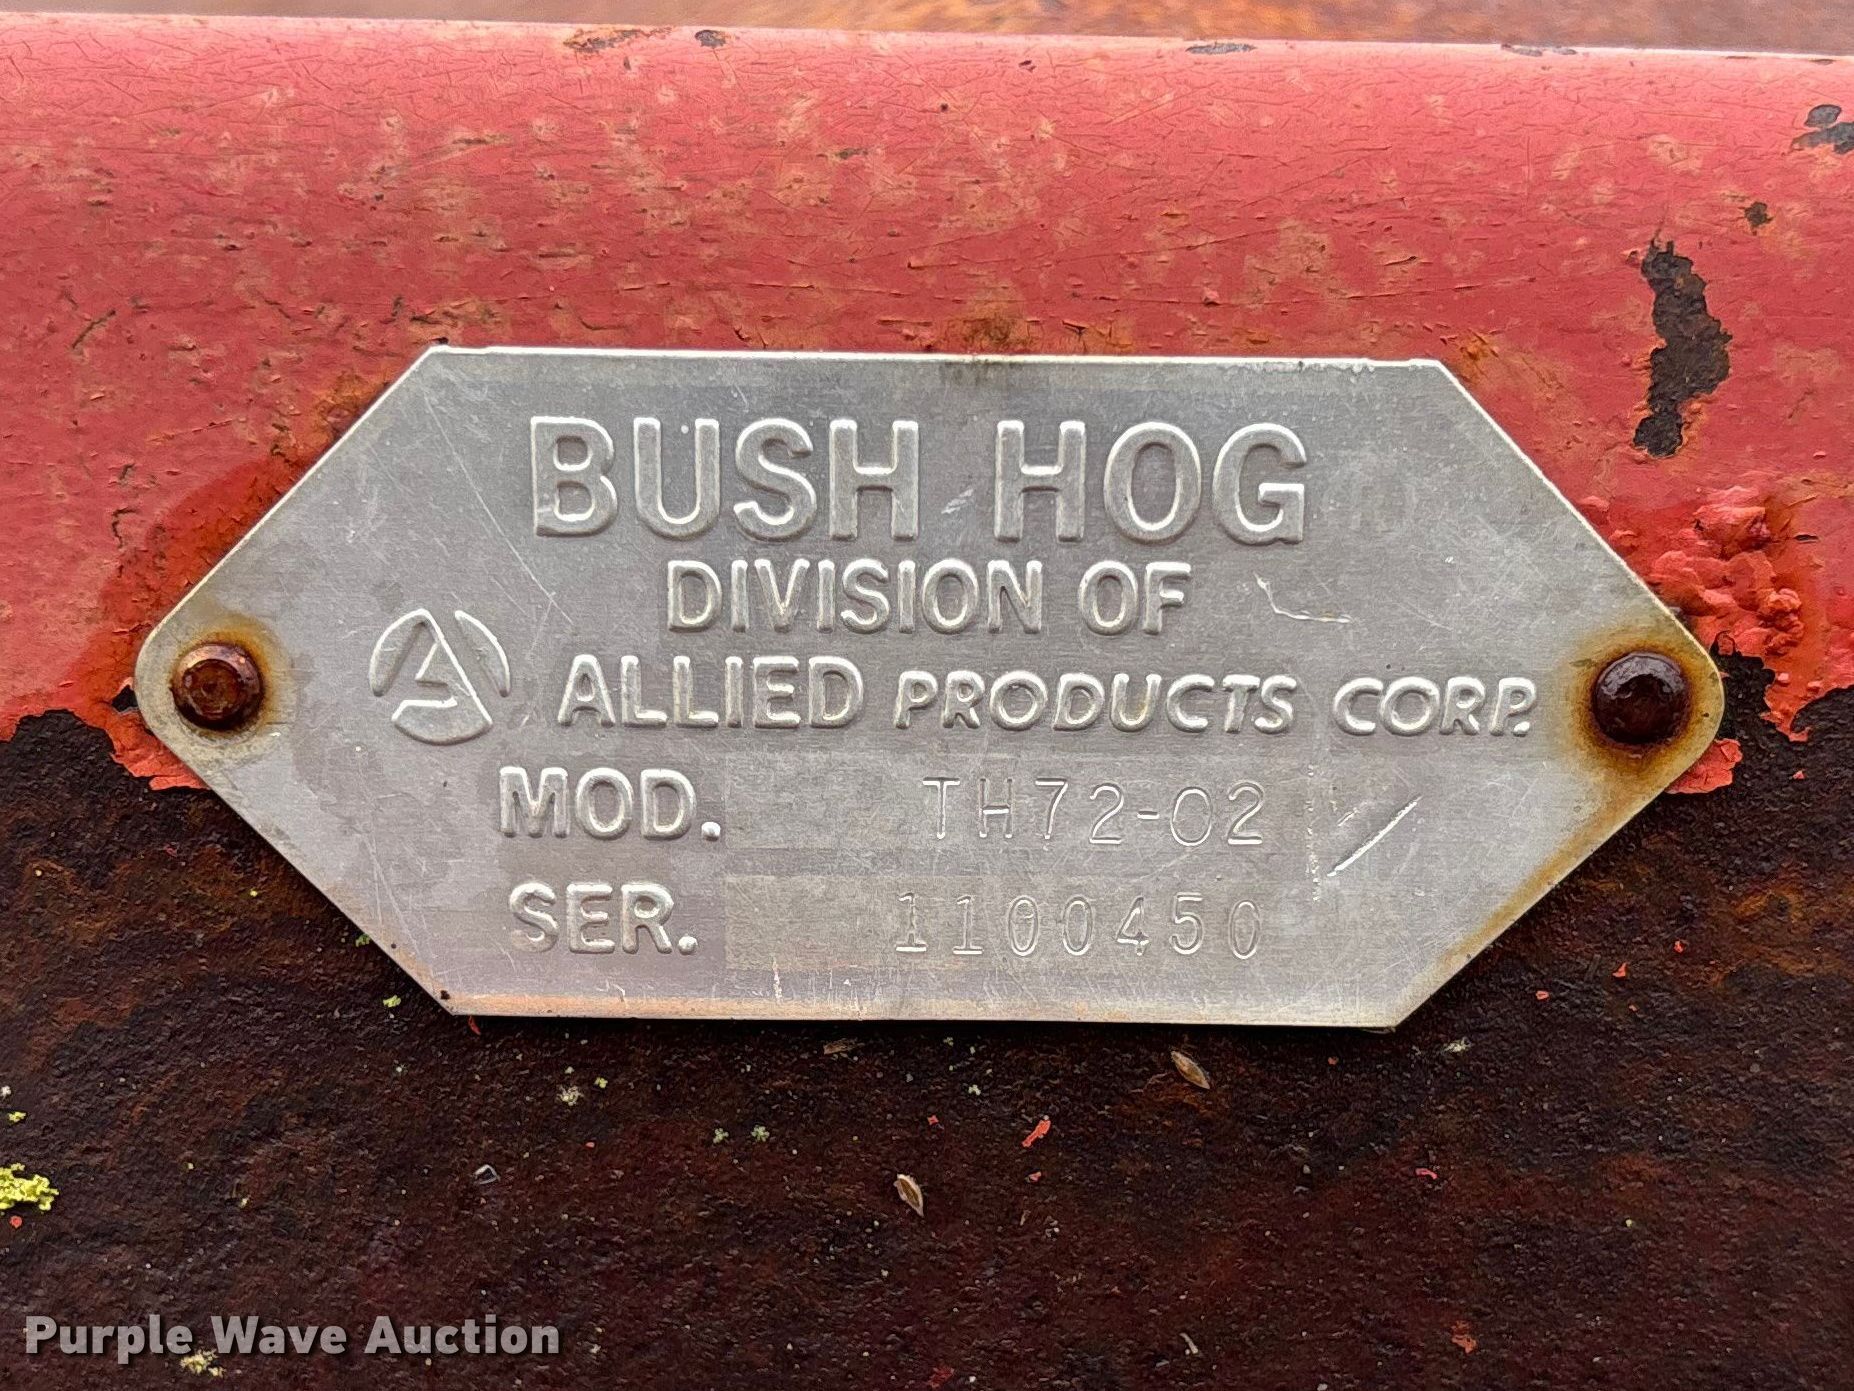 BUSH HOG
DIVISION OF
A ALLIED PRODUCTS CORP.
MOD. TH72-02
SER. 1100450
Purple Wave Auction